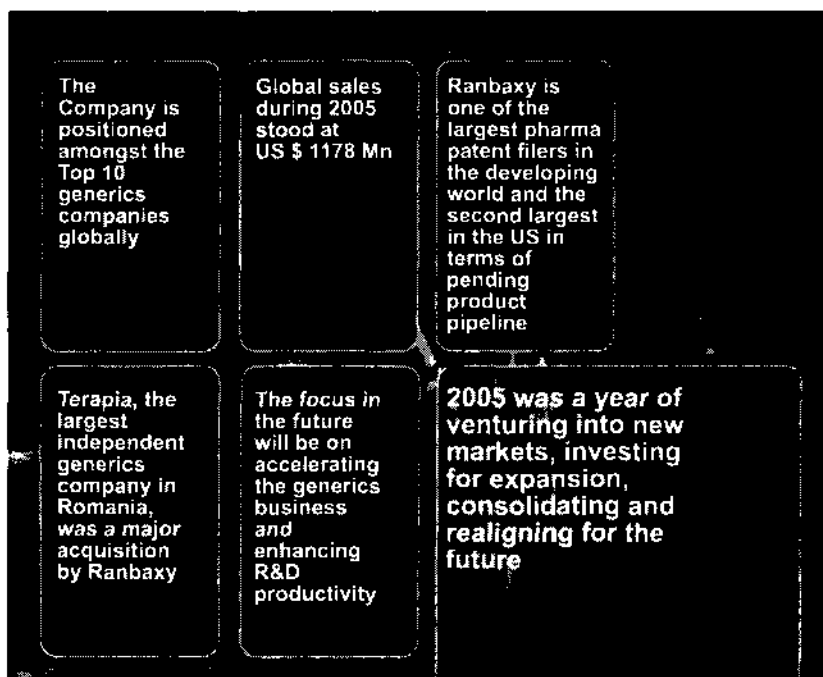 The
Company is
positioned
amongst the
Top 10
generics
companies
globally
Global sales
during 2005
stood at
US $ 1178 Mn
Ranbaxy is
one of the
largest pharma
patent filers in
the developing
world and the
second largest
in the US in
terms of
pending
product
pipeline
Terapia, the
largest
independent
generics
company in
Romania,
was a major
acquisition
by Ranbaxy
The focus in
the future
will be on
accelerating
the generics
business
and
enhancing
R&D
productivity
2005 was a year of
venturing into new
markets, investing
for expansion,
consolidating and
realigning for the
future